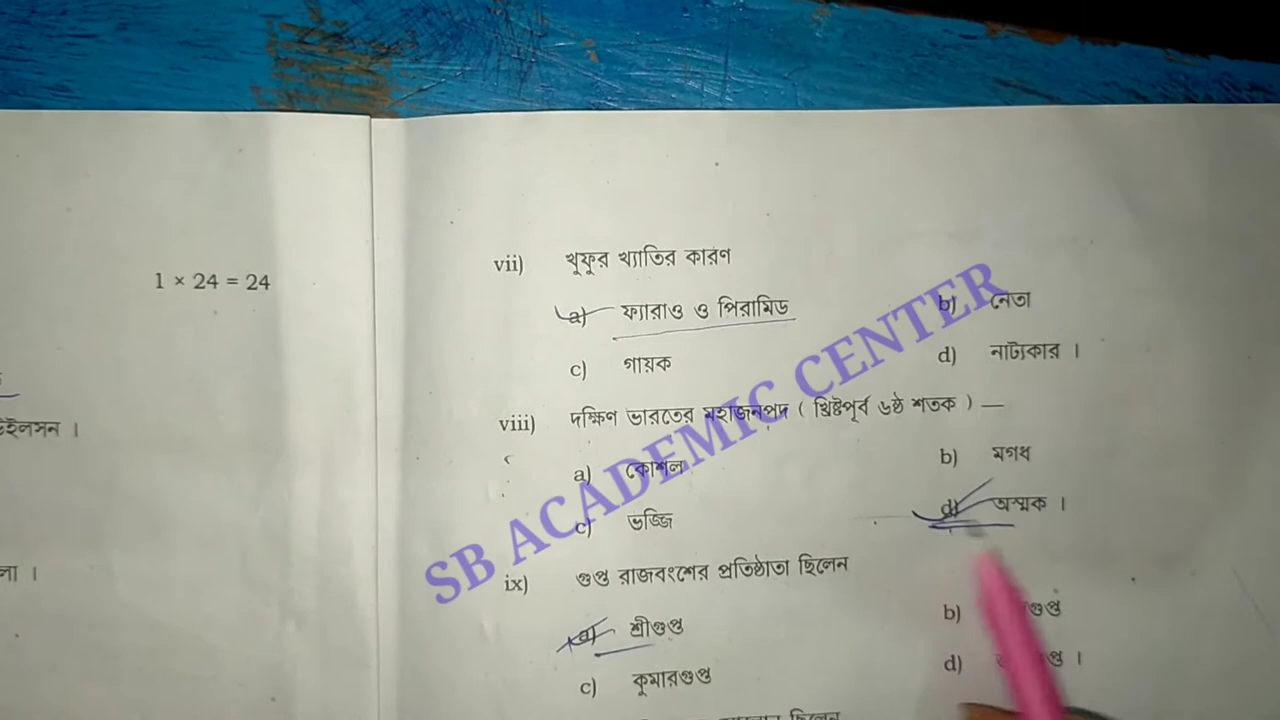 1 × 24 = 24
ইলসন ।
লা ।
vii) খুফুর খ্যাতির কারণ
a) ফ্যারাও ও পিরামিড b) নেতা
c) গায়ক d) নাট্যকার ।
viii) দক্ষিণ ভারতের মহাজনপদ ( খ্রিষ্টপূর্ব ৬ষ্ঠ শতক ) —
a) কোশল b) মগধ
c) ভজ্জি d) অস্মক ।
ix) গুপ্ত রাজবংশের প্রতিষ্ঠাতা ছিলেন
a) শ্রীগুপ্ত b) গুপ্ত
c) কুমারগুপ্ত d)
ছিলেন
SB ACADEMIC CENTER